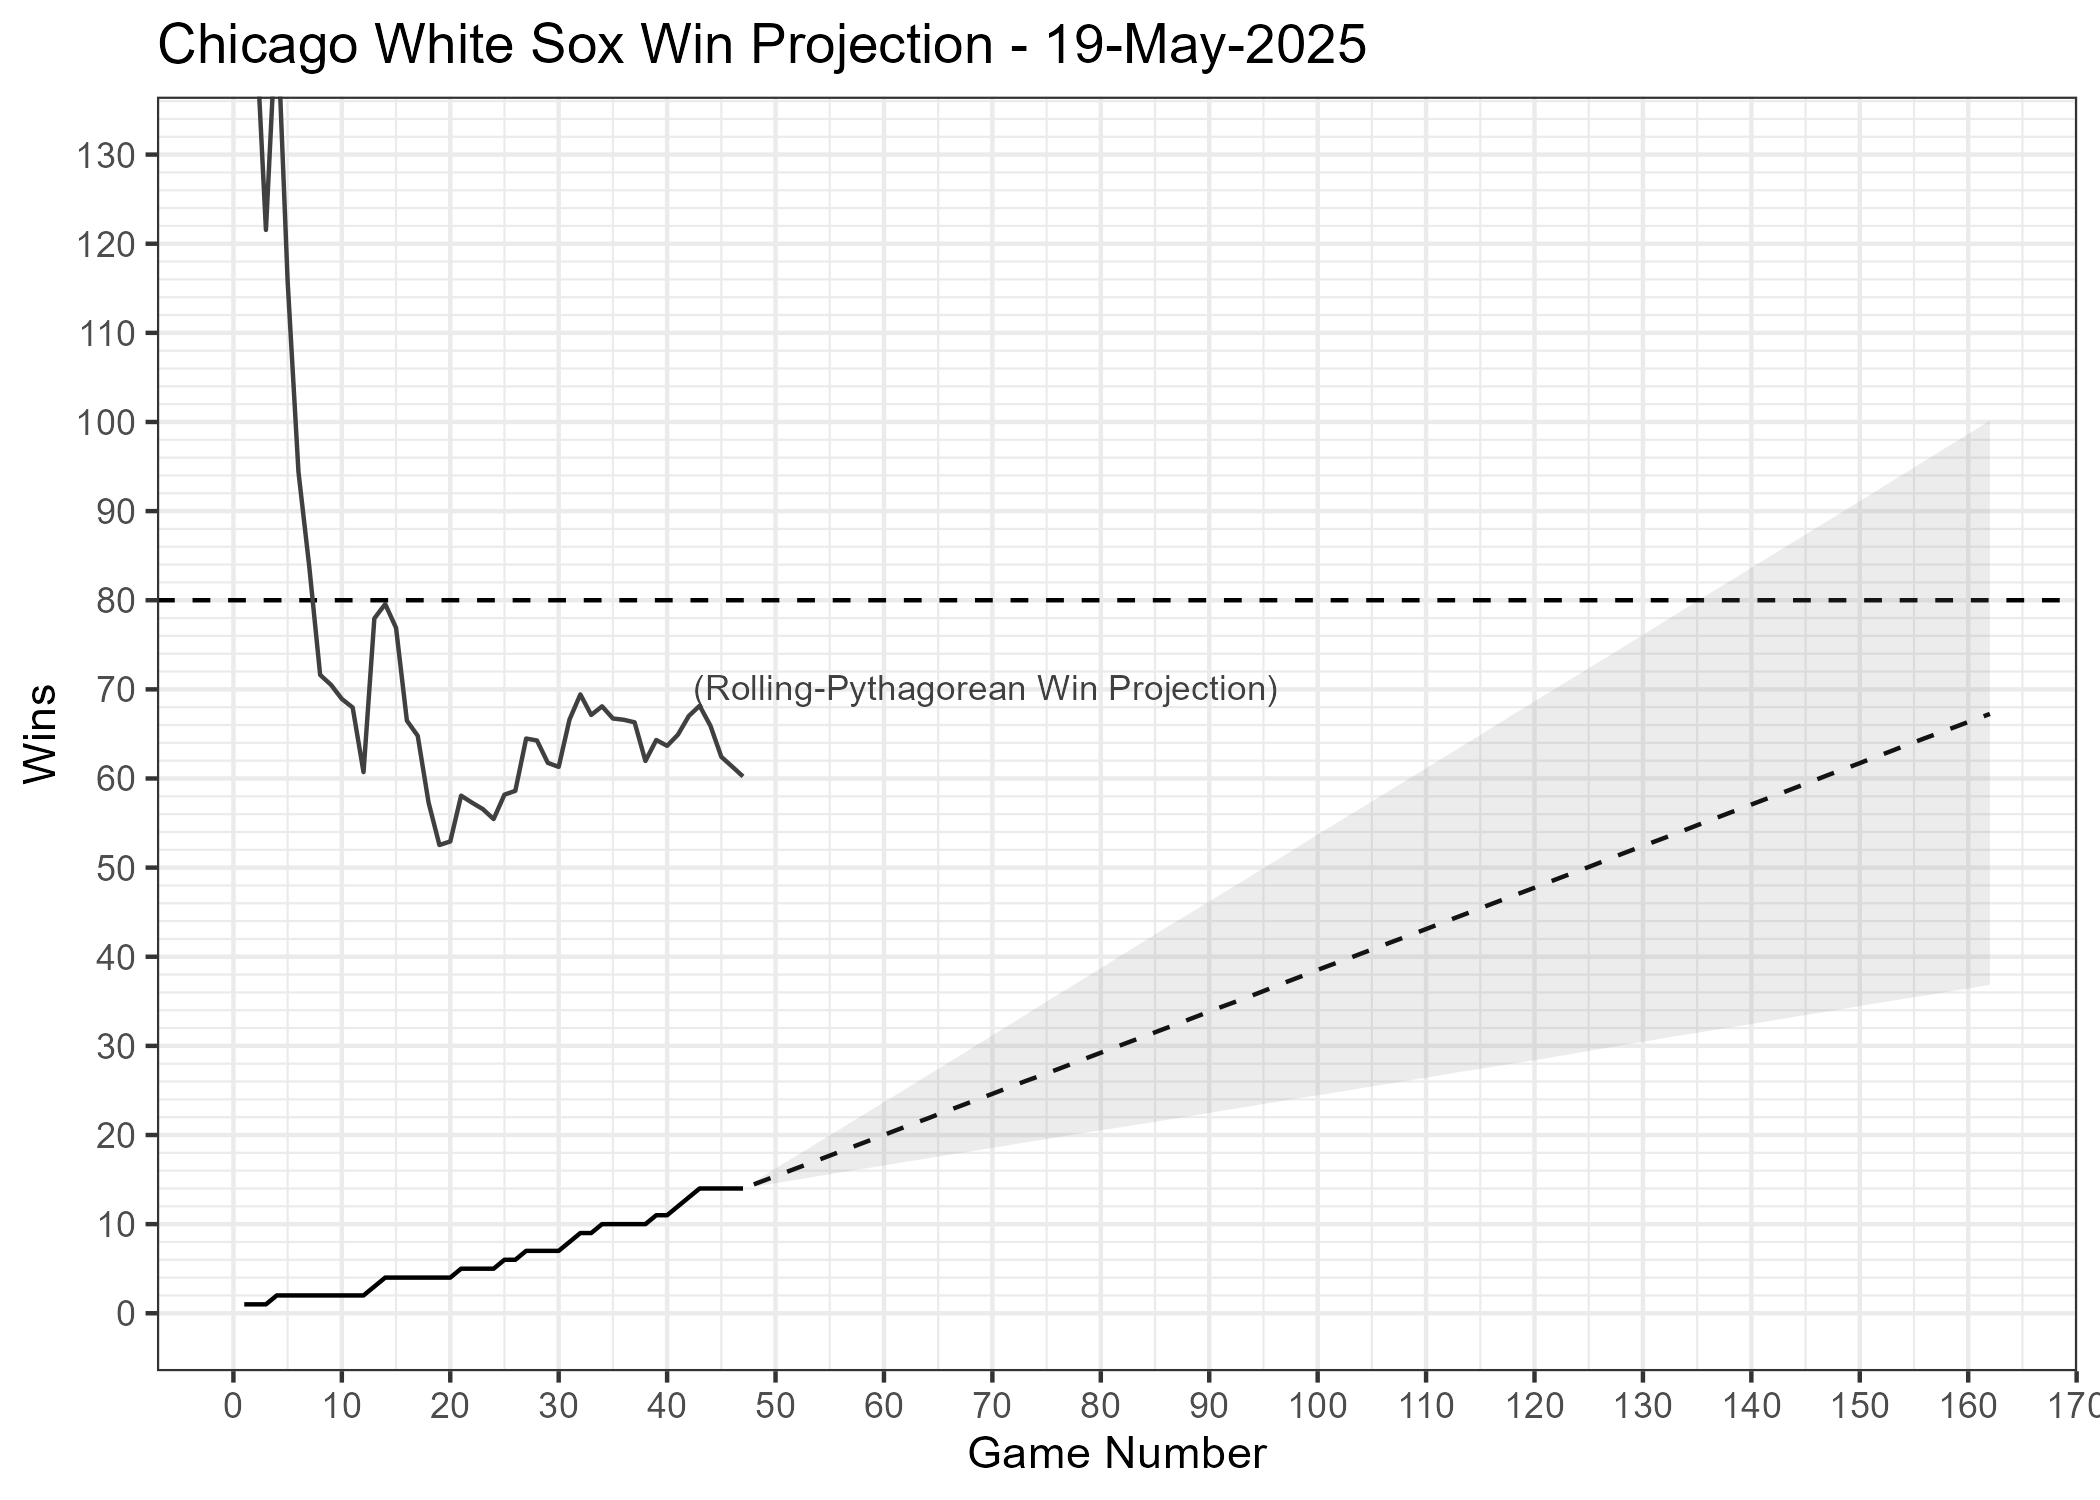 Chicago White Sox Win Projection - 19-May-2025
130
120
110
100
90
80
70
60
50
40
30
20
10
0
Wins
(Rolling-Pythagorean Win Projection)
0 10 20 30 40 50 60 70 80 90 100 110 120 130 140 150 160 170
Game Number